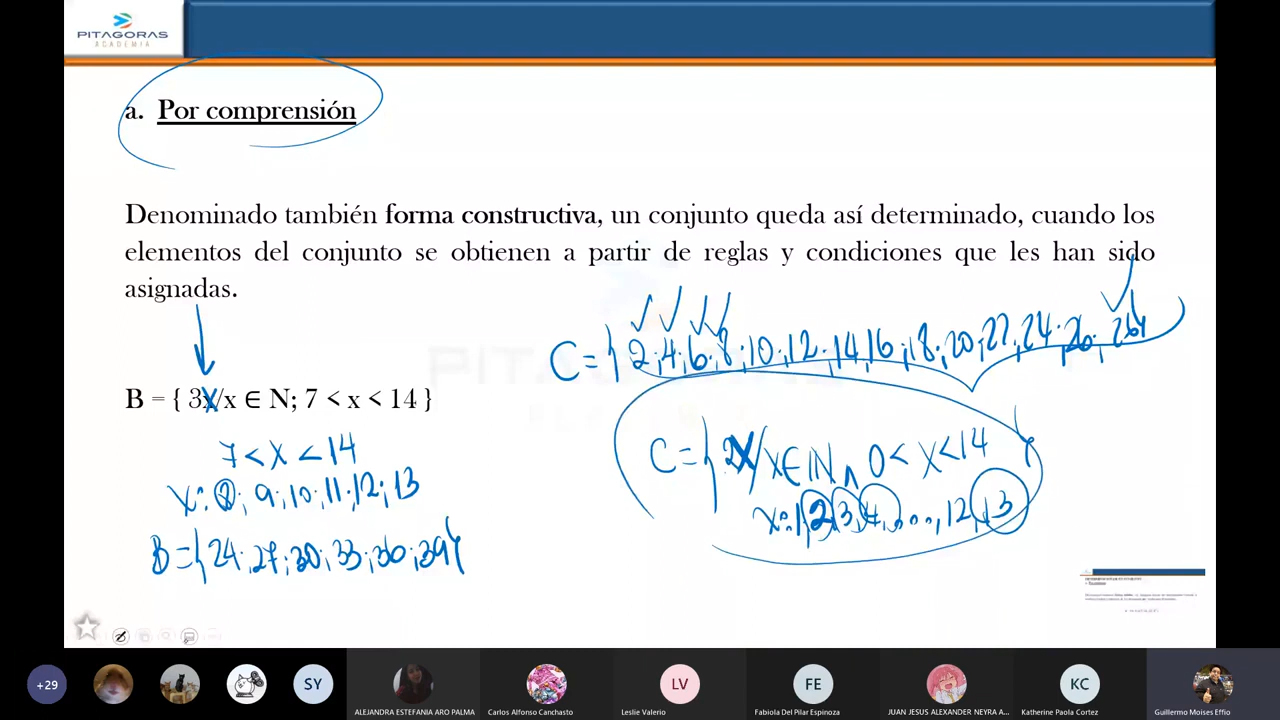 PITAGORAS
ACADEMIA
a. Por comprensión
Denominado también forma constructiva, un conjunto queda así determinado, cuando los
elementos del conjunto se obtienen a partir de reglas y condiciones que les han sido
asignadas.
C = { 2; 4; 6; 8; 10; 12; 14; 16; 18; 20; 22; 24; 26; 26}
B = { 3x/x ∈ N; 7 < x < 14 }
7 < x < 14
x: 8; 9; 10; 11; 12; 13
B = { 24; 27; 30; 33; 36; 39}
C = { 2x/x ∈ IN ∧ 0 < x < 14 }
x: 1, 2, 3, 4, ..., 12, 13
+29
SY
LV
FE
KC
ALEJANDRA ESTEFANIA ARO PALMA
Carlos Alfonso Canchasto
Leslie Valerio
Fabiola Del Pilar Espinoza
JUAN JESUS ALEXANDER NEYRA A...
Katherine Paola Cortez
Guillermo Moises Effio